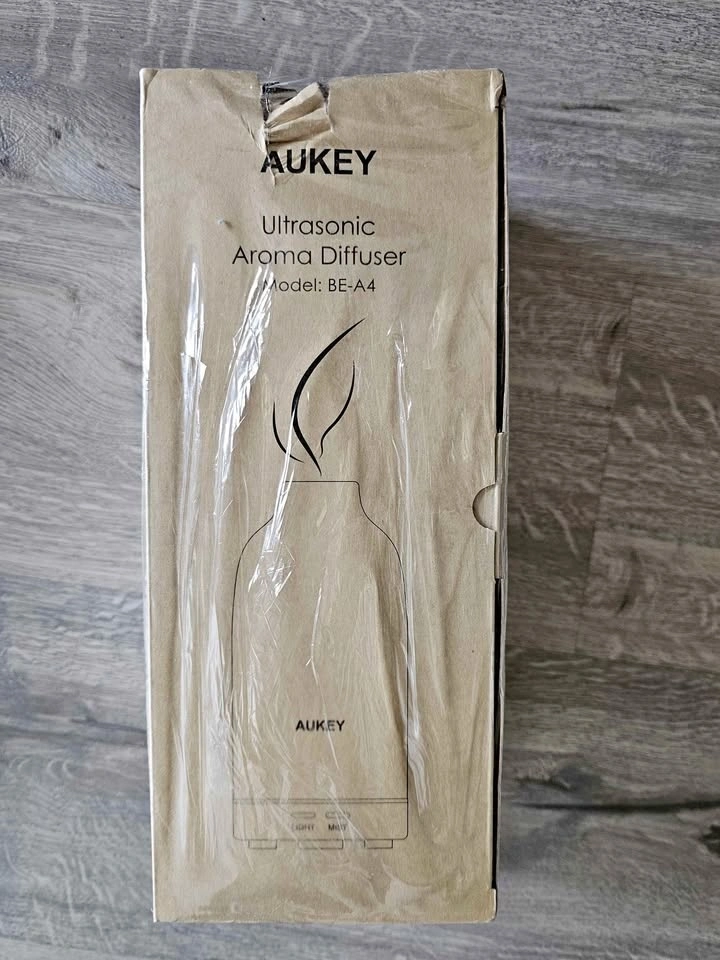 AUKEY
Ultrasonic
Aroma Diffuser
Model: BE-A4
AUKEY
LIGHT MIST